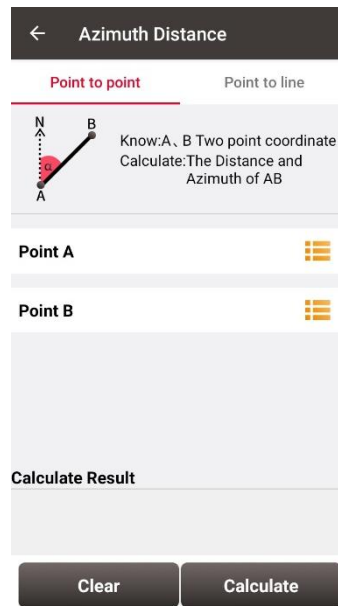 Azimuth Distance
Point to point
Point to line
N
B
Know:A、B Two point coordinate
Calculate:The Distance and
α
Azimuth of AB
A
Point A
Point B
Calculate Result
Clear
Calculate